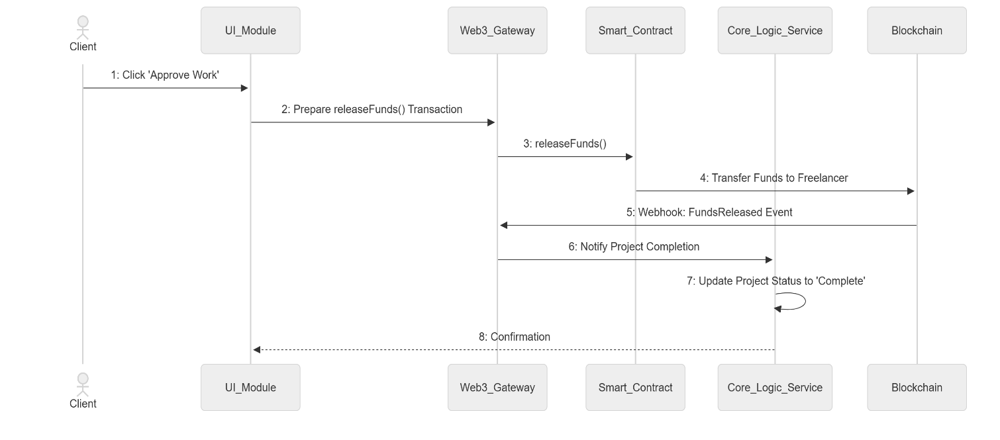 Client
UI_Module
Web3_Gateway
Smart_Contract
Core_Logic_Service
Blockchain
1: Click 'Approve Work'
2: Prepare releaseFunds() Transaction
3: releaseFunds()
4: Transfer Funds to Freelancer
5: Webhook: FundsReleased Event
6: Notify Project Completion
7: Update Project Status to 'Complete'
8: Confirmation
Client
UI_Module
Web3_Gateway
Smart_Contract
Core_Logic_Service
Blockchain